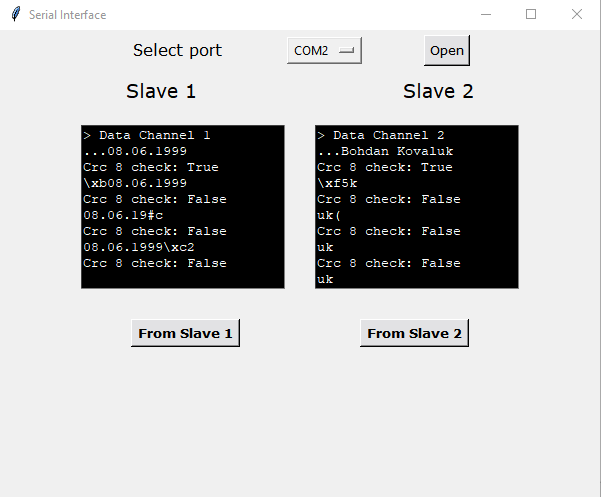 Serial Interface
Select port COM2 Open
Slave 1 Slave 2
> Data Channel 1
...08.06.1999
Crc 8 check: True
\xb08.06.1999
Crc 8 check: False
08.06.19#c
Crc 8 check: False
08.06.1999\xc2
Crc 8 check: False
> Data Channel 2
...Bohdan Kovaluk
Crc 8 check: True
\xf5k
Crc 8 check: False
uk(
Crc 8 check: False
uk
Crc 8 check: False
uk
From Slave 1 From Slave 2